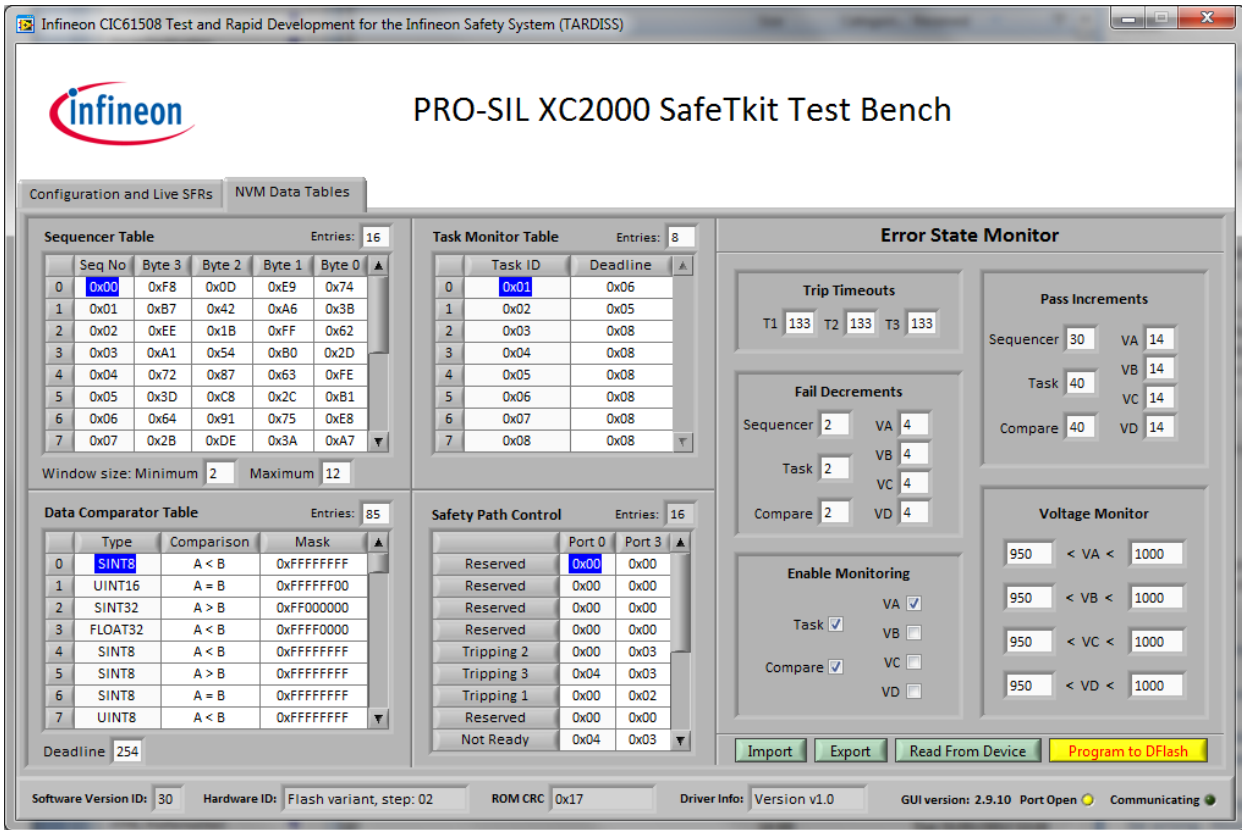 Infineon CIC61508 Test and Rapid Development for the Infineon Safety System (TARDISS)
infineon
PRO-SIL XC2000 SafeTkit Test Bench
Configuration and Live SFRs NVM Data Tables
Sequencer Table Entries: 16
Seq No Byte 3 Byte 2 Byte 1 Byte 0
0 0x00 0xF8 0x0D 0xE9 0x74
1 0x01 0xB7 0x42 0xA6 0x3B
2 0x02 0xEE 0x1B 0xFF 0x62
3 0x03 0xA1 0x54 0xB0 0x2D
4 0x04 0x72 0x87 0x63 0xFE
5 0x05 0x3D 0xC8 0x2C 0xB1
6 0x06 0x64 0x91 0x75 0xE8
7 0x07 0x2B 0xDE 0x3A 0xA7
Window size: Minimum 2 Maximum 12
Task Monitor Table Entries: 8
Task ID Deadline
0 0x01 0x06
1 0x02 0x05
2 0x03 0x08
3 0x04 0x08
4 0x05 0x08
5 0x06 0x08
6 0x07 0x08
7 0x08 0x08
Data Comparator Table Entries: 85
Type Comparison Mask
0 SINT8 A < B 0xFFFFFFFF
1 UINT16 A = B 0xFFFFFF00
2 SINT32 A > B 0xFF000000
3 FLOAT32 A < B 0xFFFF0000
4 SINT8 A < B 0xFFFFFFFF
5 SINT8 A > B 0xFFFFFFFF
6 SINT8 A = B 0xFFFFFFFF
7 UINT8 A < B 0xFFFFFFFF
Deadline 254
Safety Path Control Entries: 16
Port 0 Port 3
Reserved 0x00 0x00
Reserved 0x00 0x00
Reserved 0x00 0x00
Reserved 0x00 0x00
Tripping 2 0x00 0x03
Tripping 3 0x04 0x03
Tripping 1 0x00 0x02
Reserved 0x00 0x00
Not Ready 0x04 0x03
Error State Monitor
Trip Timeouts
T1 133 T2 133 T3 133
Fail Decrements
Sequencer 2 VA 4
VB 4
Task 2
VC 4
Compare 2 VD 4
Enable Monitoring
VA
Task
VB
VC
Compare
VD
Pass Increments
Sequencer 30 VA 14
VB 14
Task 40
VC 14
Compare 40 VD 14
Voltage Monitor
950 < VA < 1000
950 < VB < 1000
950 < VC < 1000
950 < VD < 1000
Import Export Read From Device Program to DFlash
Software Version ID: 30 Hardware ID: Flash variant, step: 02 ROM CRC 0x17 Driver Info: Version v1.0 GUI version: 2.9.10 Port Open Communicating